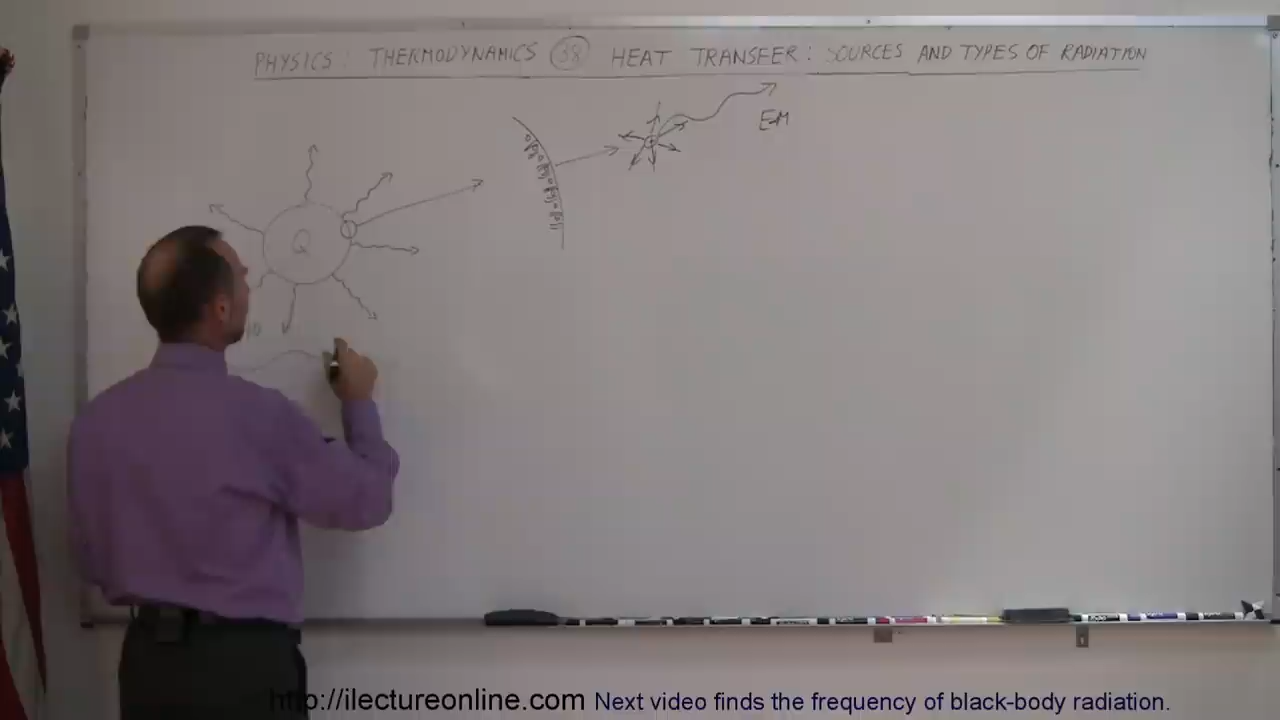 PHYSICS: THERMODYNAMICS 38 HEAT TRANSFER: SOURCES AND TYPES OF RADIATION
EM
Q
http://ilectureonline.com Next video finds the frequency of black-body radiation.